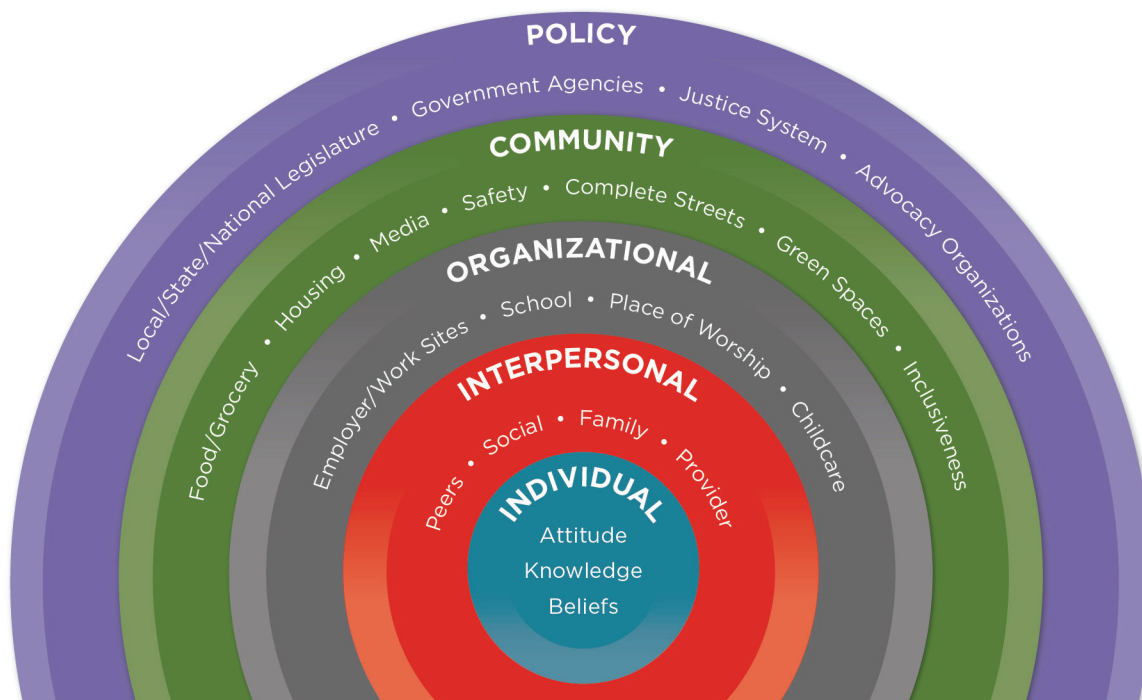 POLICY
Local/State/National Legislature • Government Agencies • Justice System • Advocacy Organizations
COMMUNITY
Food/Grocery • Housing • Media • Safety • Complete Streets • Green Spaces • Inclusiveness
ORGANIZATIONAL
Employer/Work Sites • School • Place of Worship • Childcare
INTERPERSONAL
Peers • Social • Family • Provider
INDIVIDUAL
Attitude
Knowledge
Beliefs